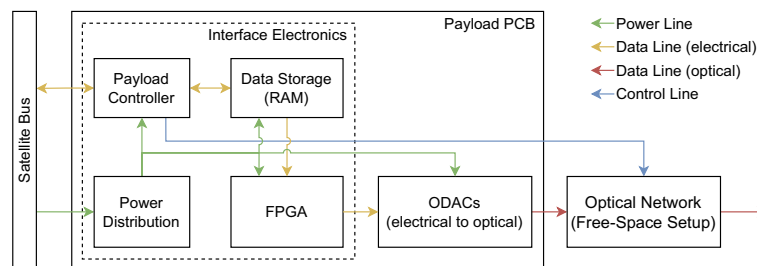 Payload PCB
Interface Electronics
Power Line
Data Line (electrical)
Data Line (optical)
Control Line
Satellite Bus
Payload
Controller
Data Storage
(RAM)
Power
Distribution
FPGA
ODACs
(electrical to optical)
Optical Network
(Free-Space Setup)